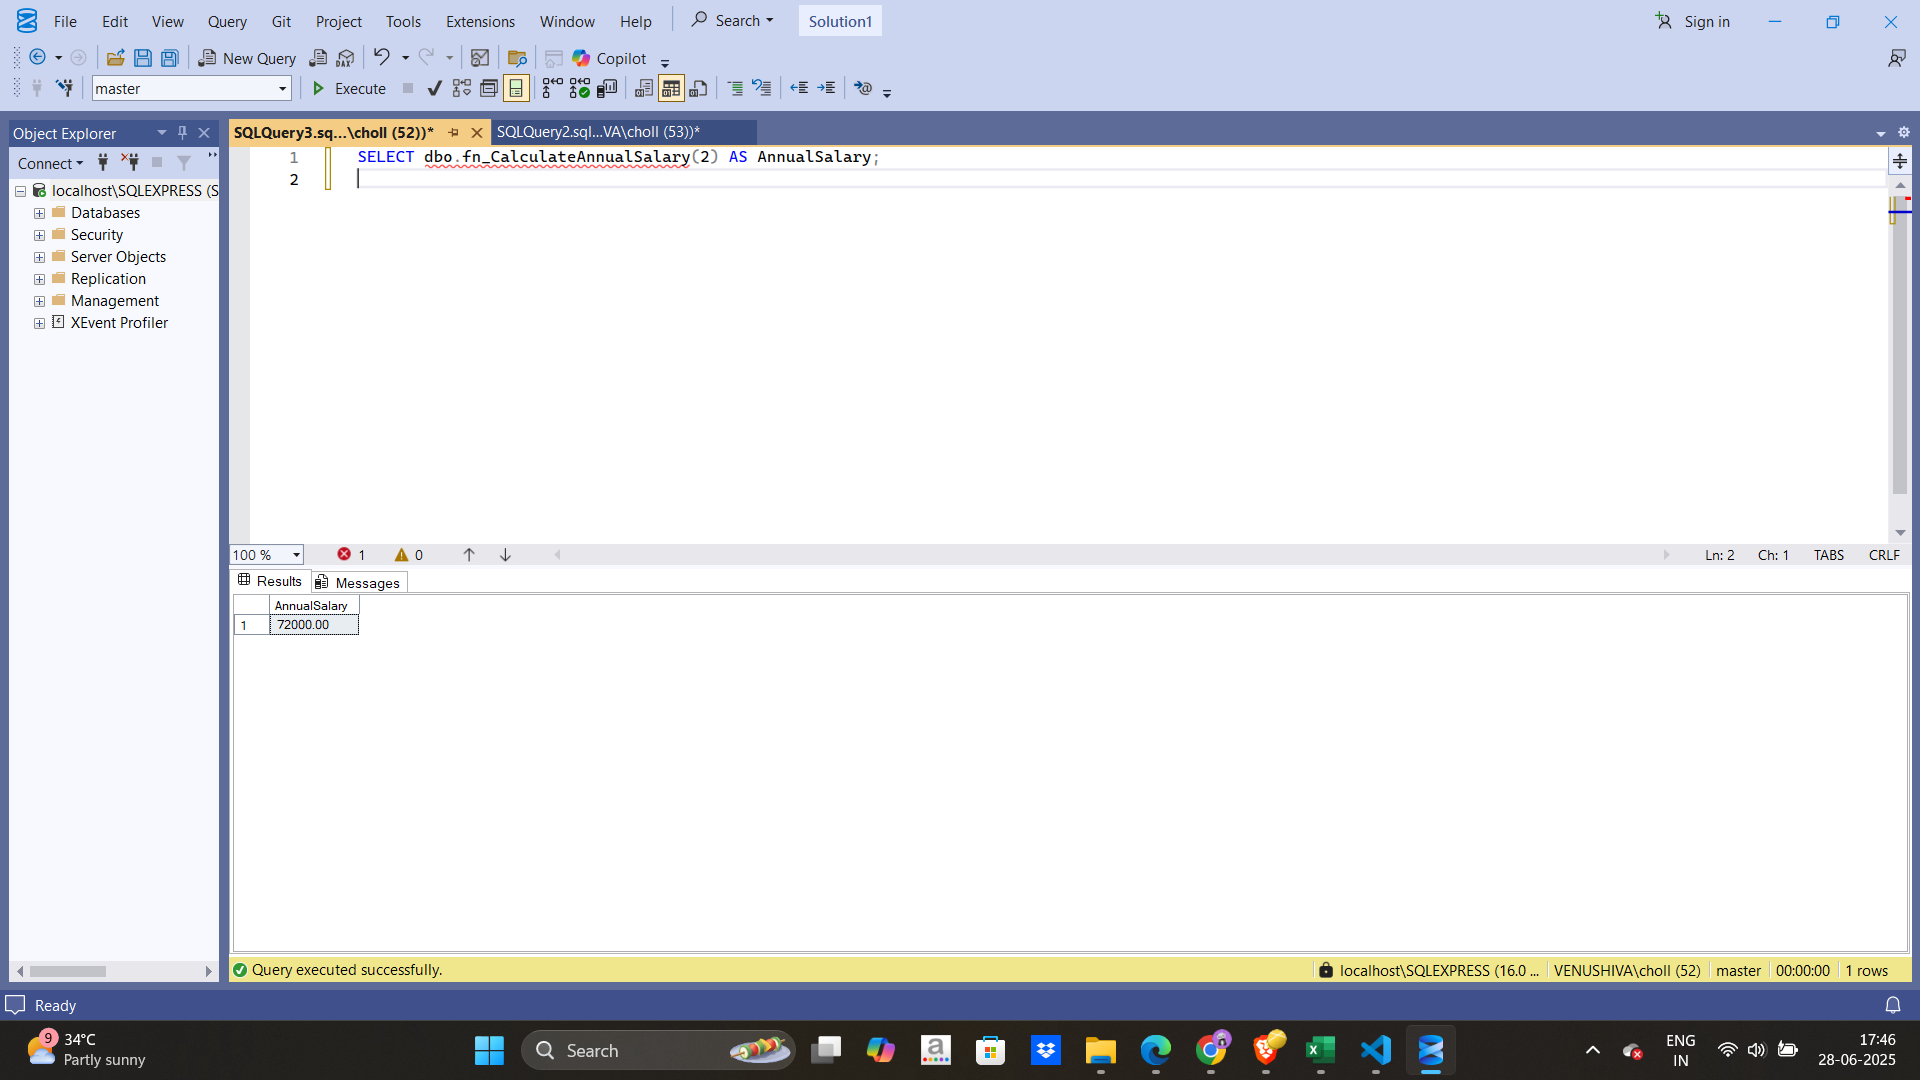 File Edit View Query Git Project Tools Extensions Window Help Search Solution1 Sign in
New Query DAX Copilot
master Execute
Object Explorer
Connect
localhost\SQLEXPRESS (S
Databases
Security
Server Objects
Replication
Management
XEvent Profiler
SQLQuery3.sq...\choll (52))* SQLQuery2.sql...VA\choll (53))*
1 SELECT dbo.fn_CalculateAnnualSalary(2) AS AnnualSalary;
2
100 % 1 0 Ln: 2 Ch: 1 TABS CRLF
Results Messages
AnnualSalary
1 72000.00
Query executed successfully. localhost\SQLEXPRESS (16.0 ... VENUSHIVA\choll (52) master 00:00:00 1 rows
Ready
9 34°C
Partly sunny
Search
a
n
ENG
IN
17:46
28-06-2025